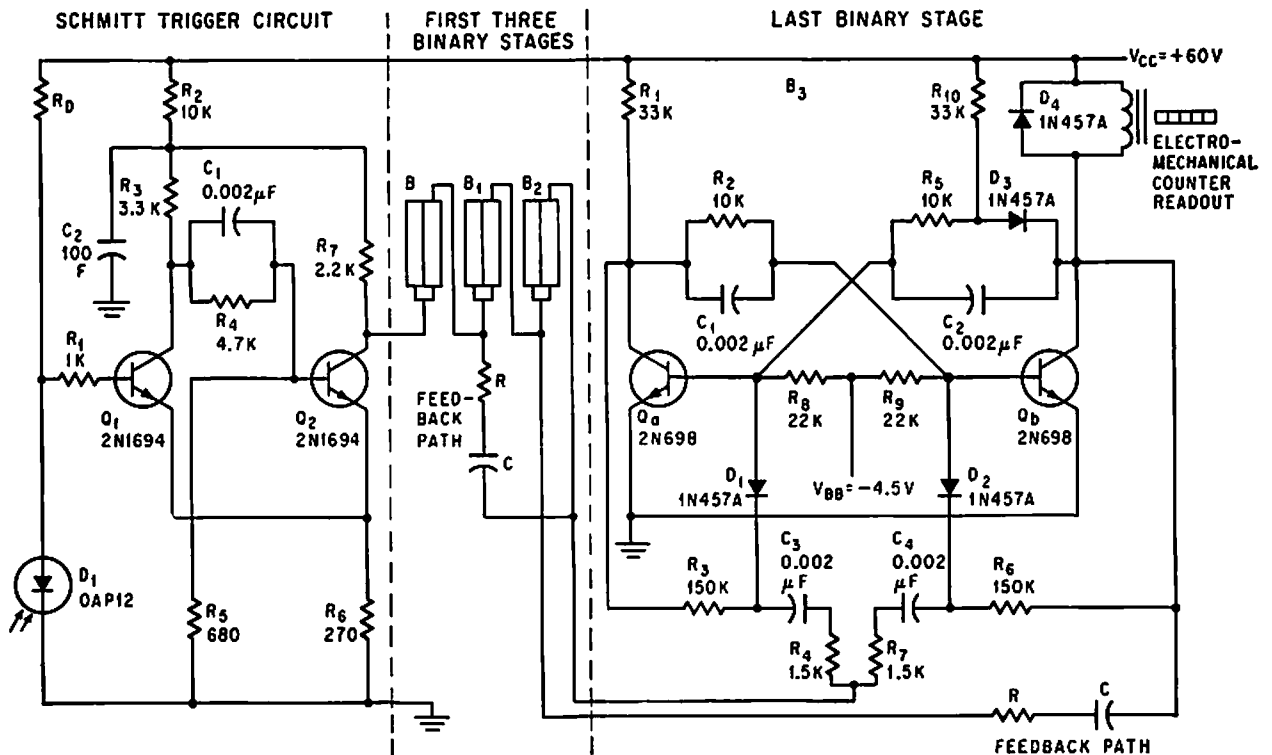 SCHMITT TRIGGER CIRCUIT
FIRST THREE
BINARY STAGES
LAST BINARY STAGE
RD
R2
10K
R3
3.3K
C1
0.002μF
C2
100
F
R4
4.7K
R7
2.2K
R1
1K
Q1
2N1694
Q2
2N1694
D1
OAP12
R5
680
R6
270
B
B1
B2
R
FEED-
BACK
PATH
C
R1
33K
B3
R10
33K
VCC=+60V
D4
1N457A
ELECTRO-
MECHANICAL
COUNTER
READOUT
R2
10K
C1
0.002μF
R5
10K
D3
1N457A
C2
0.002μF
Qa
2N698
R8
22K
R9
22K
Qb
2N698
D1
1N457A
VBB=-4.5V
D2
1N457A
R3
150K
C3
0.002
μF
C4
0.002
μF
R6
150K
R4
1.5K
R7
1.5K
R
C
FEEDBACK PATH